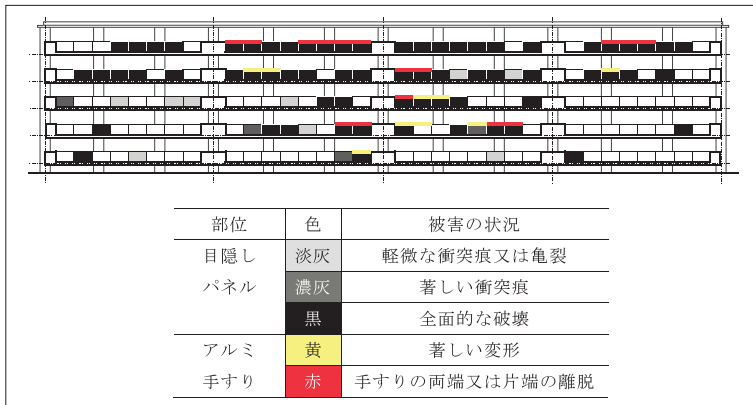 部位 色 被害の状況
目隠し 淡灰 軽微な衝突痕又は亀裂
パネル 濃灰 著しい衝突痕
黒 全面的な破壊
アルミ 黄 著しい変形
手すり 赤 手すりの両端又は片端の離脱